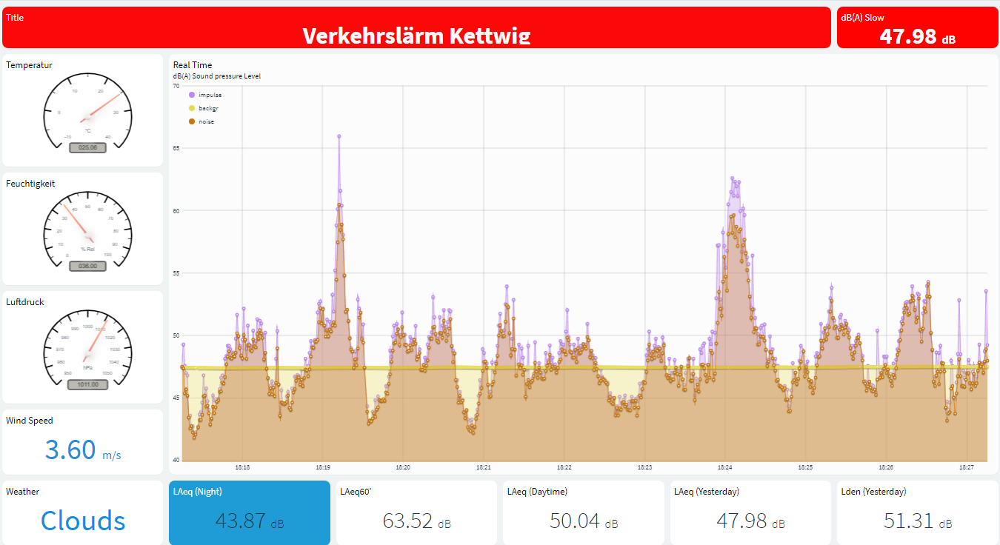 Title
Verkehrslärm Kettwig
dB(A) Slow
47.98 dB
Temperatur
-10 0 10 20 30 40
°C
025.06
Real Time
dB(A) Sound pressure Level
impulse
backgr
noise
70
65
60
55
50
45
40
18:18 18:19 18:20 18:21 18:22 18:23 18:24 18:25 18:26 18:27
Feuchtigkeit
0 10 20 30 40 50 60 70 80 90 100
% Rel
036.00
Luftdruck
950 960 970 980 990 1000 1010 1020 1030 1040 1050
hPa
1011.00
Wind Speed
3.60 m/s
Weather
Clouds
LAeq (Night)
43.87 dB
LAeq60'
63.52 dB
LAeq (Daytime)
50.04 dB
LAeq (Yesterday)
47.98 dB
Lden (Yesterday)
51.31 dB